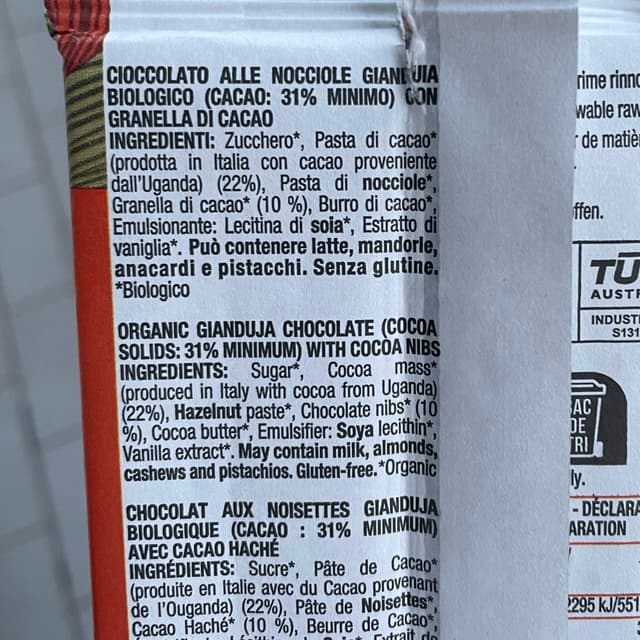 CIOCCOLATO ALLE NOCCIOLE GIANDUIA
BIOLOGICO (CACAO: 31% MINIMO) CON
GRANELLA DI CACAO
INGREDIENTI: Zucchero*, Pasta di cacao*
(prodotta in Italia con cacao proveniente
dall'Uganda) (22%), Pasta di nocciole*,
Granella di cacao* (10 %), Burro di cacao*,
Emulsionante: Lecitina di soia*, Estratto di
vaniglia*. Può contenere latte, mandorle,
anacardi e pistacchi. Senza glutine.
*Biologico
ORGANIC GIANDUJA CHOCOLATE (COCOA
SOLIDS: 31% MINIMUM) WITH COCOA NIBS
INGREDIENTS: Sugar*, Cocoa mass*
(produced in Italy with cocoa from Uganda)
(22%), Hazelnut paste*, Chocolate nibs* (10
%), Cocoa butter*, Emulsifier: Soya lecithin*,
Vanilla extract*. May contain milk, almonds,
cashews and pistachios. Gluten-free. *Organic
CHOCOLAT AUX NOISETTES GIANDUJA
BIOLOGIQUE (CACAO : 31% MINIMUM)
AVEC CACAO HACHÉ
INGRÉDIENTS: Sucre*, Pâte de Cacao*
(produite en Italie avec du Cacao provenant
de l'Ouganda) (22%), Pâte de Noisettes*,
Cacao Haché* (10 %), Beurre de Cacao*,
Extrait de
rime rinno
wable raw
r de matiè
ffen.
TÜ
AUSTR
INDUSTR
S131
BAC
DE
TRI
ly.
- DÉCLARA
ARATION
2295 kJ/551